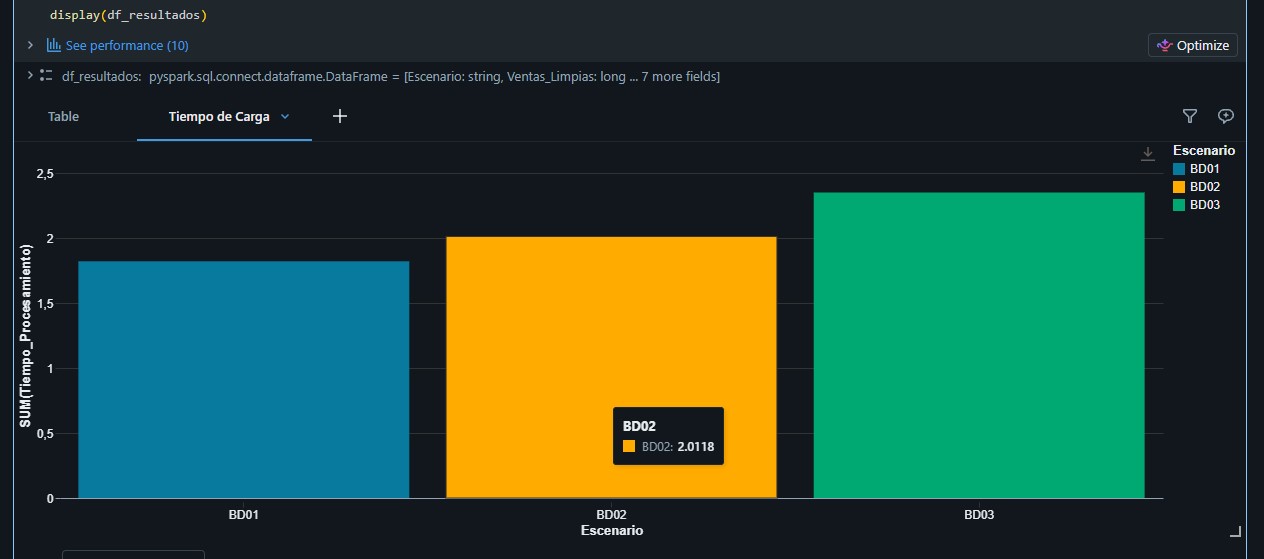 display(df_resultados)
See performance (10)
Optimize
df_resultados: pyspark.sql.connect.dataframe.DataFrame = [Escenario: string, Ventas_Limpias: long ... 7 more fields]
Table
Tiempo de Carga
Escenario
BD01
BD02
BD03
SUM(Tiempo_Procesamiento)
2,5
2
1,5
1
0,5
0
BD02
BD02: 2.0118
BD01
BD02
BD03
Escenario